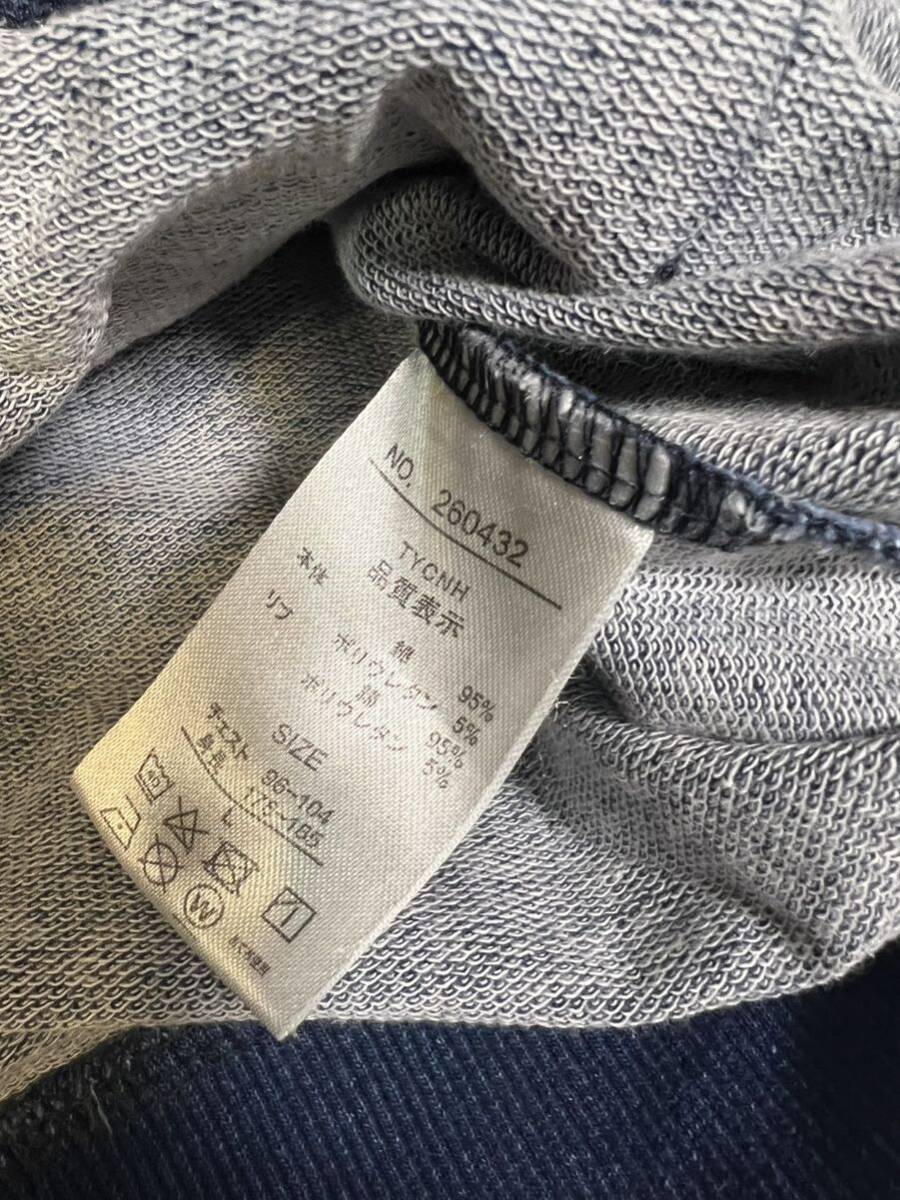 NO. 260432
TYCNH
品質表示
本体 綿 95%
ポリウレタン 5%
リブ 綿 95%
ポリウレタン 5%
SIZE
チェスト 96-104
身長 175-185
L
W